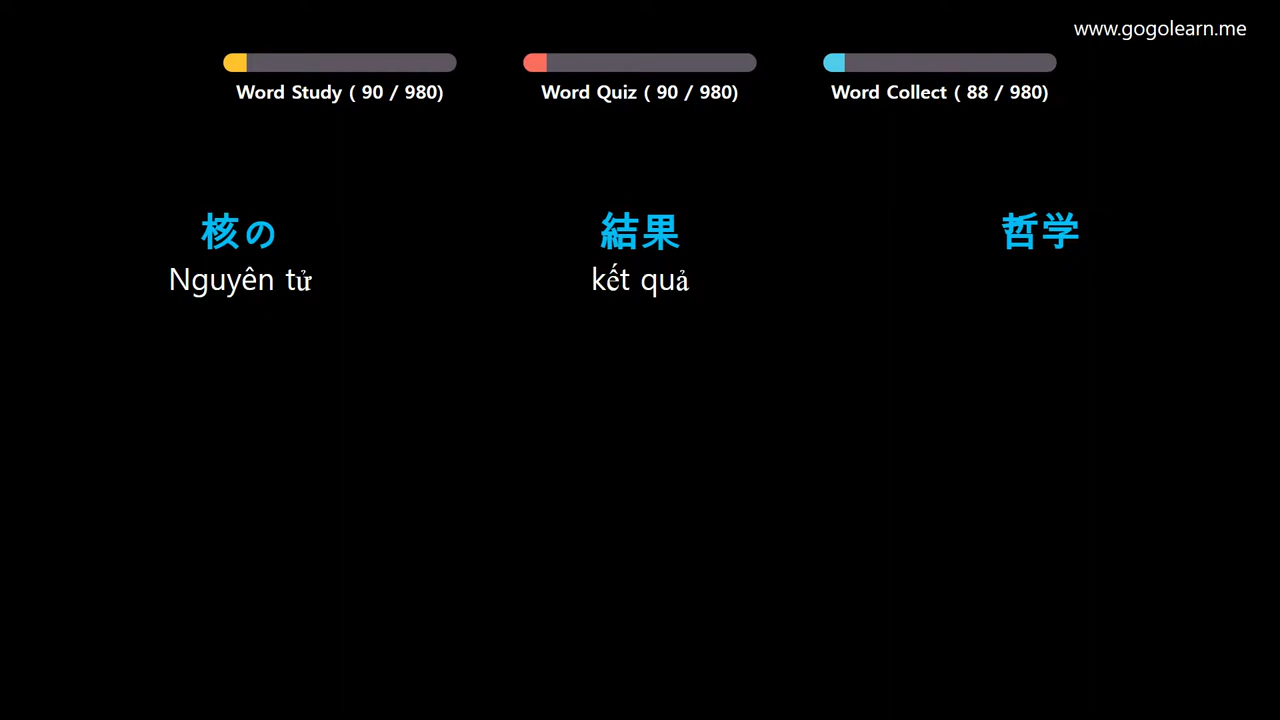 www.gogolearn.me
Word Study ( 90 / 980)
Word Quiz ( 90 / 980)
Word Collect ( 88 / 980)
核の
Nguyên tử
結果
kết quả
哲学